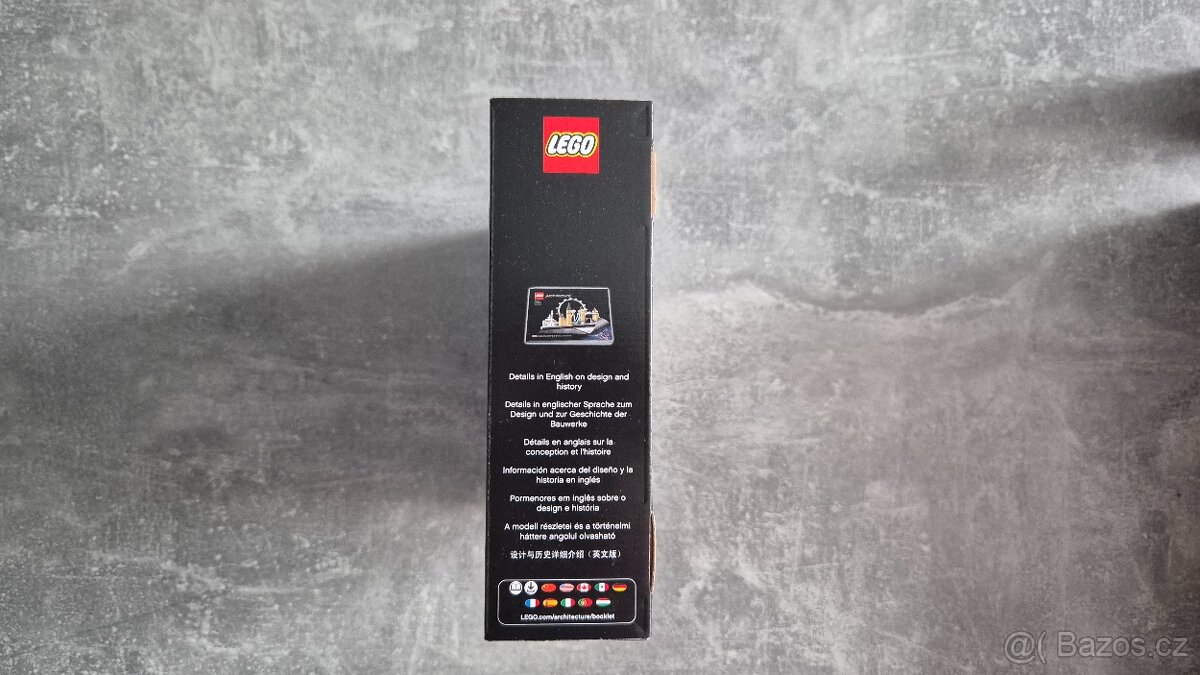 LEGO
Details in English on design and
history
Details in englischer Sprache zum
Design und zur Geschichte der
Bauwerke
Détails en anglais sur la
conception et l'histoire
Información acerca del diseño y la
historia en inglés
Pormenores em inglês sobre o
design e história
A modell részletei és a történelmi
háttere angolul olvasható
设计与历史详细介绍（英文版）
LEGO.com/architecture/booklet
@( Bazos.cz